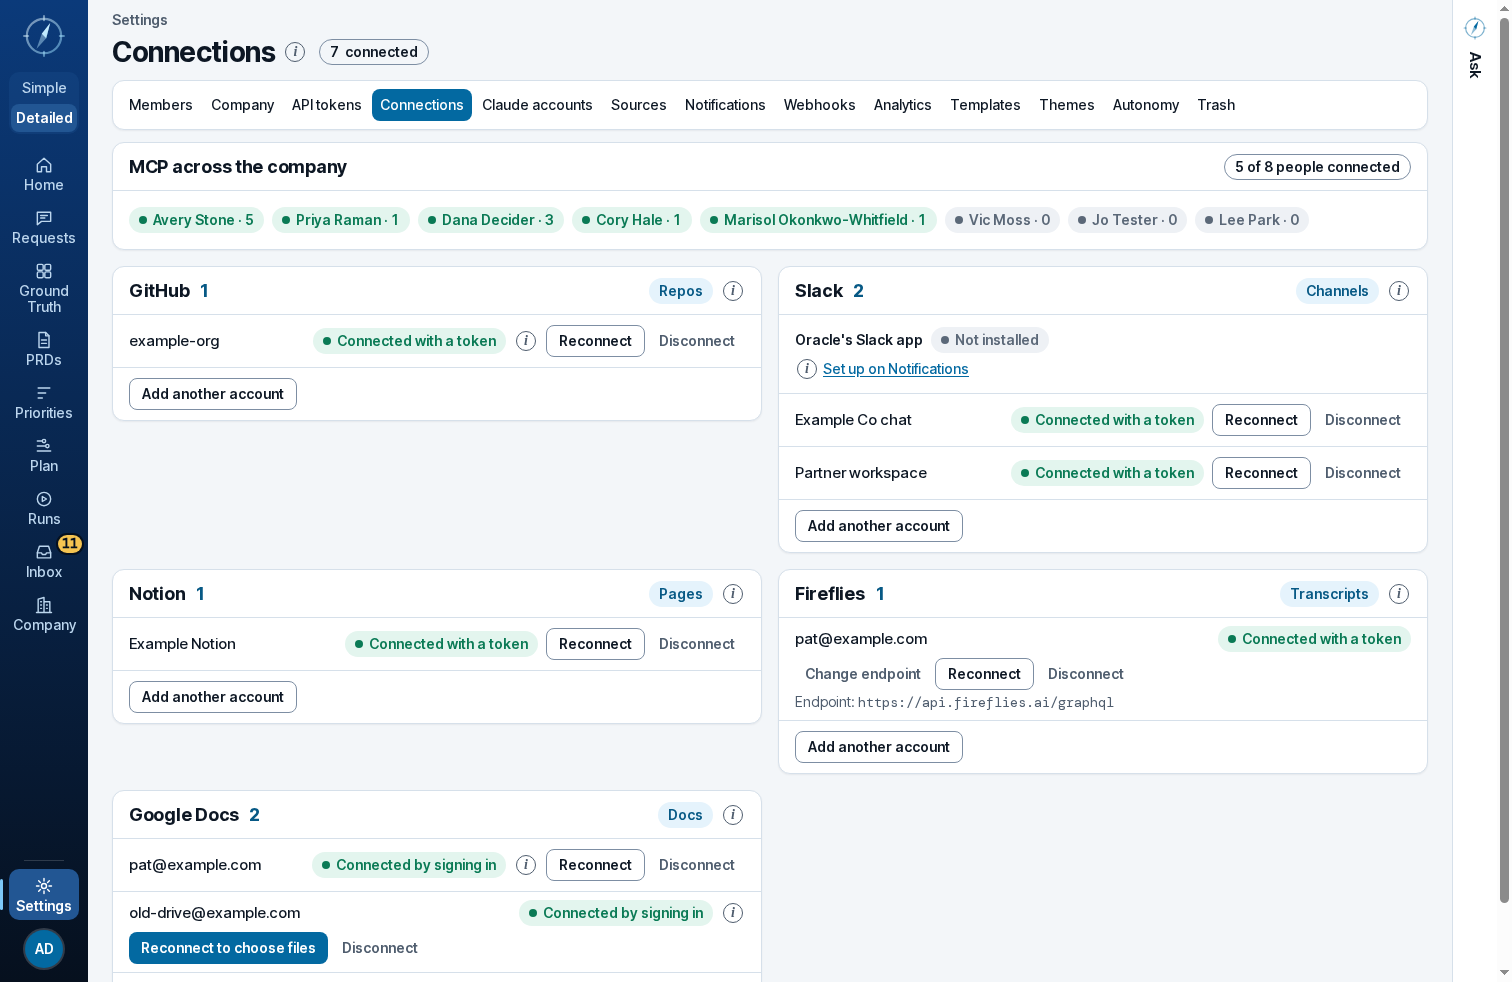 Settings
Connections i 7 connected
Simple
Detailed
Home
Requests
Ground
Truth
PRDs
Priorities
Plan
Runs
11
Inbox
Company
Settings
AD
Members Company API tokens Connections Claude accounts Sources Notifications Webhooks Analytics Templates Themes Autonomy Trash
MCP across the company 5 of 8 people connected
Avery Stone · 5 Priya Raman · 1 Dana Decider · 3 Cory Hale · 1 Marisol Okonkwo-Whitfield · 1 Vic Moss · 0 Jo Tester · 0 Lee Park · 0
GitHub 1 Repos i
example-org Connected with a token i Reconnect Disconnect
Add another account
Slack 2 Channels i
Oracle's Slack app Not installed
i Set up on Notifications
Example Co chat Connected with a token Reconnect Disconnect
Partner workspace Connected with a token Reconnect Disconnect
Add another account
Notion 1 Pages i
Example Notion Connected with a token Reconnect Disconnect
Add another account
Fireflies 1 Transcripts i
pat@example.com Connected with a token
Change endpoint Reconnect Disconnect
Endpoint: https://api.fireflies.ai/graphql
Add another account
Google Docs 2 Docs i
pat@example.com Connected by signing in i Reconnect Disconnect
old-drive@example.com Connected by signing in i
Reconnect to choose files Disconnect
Ask